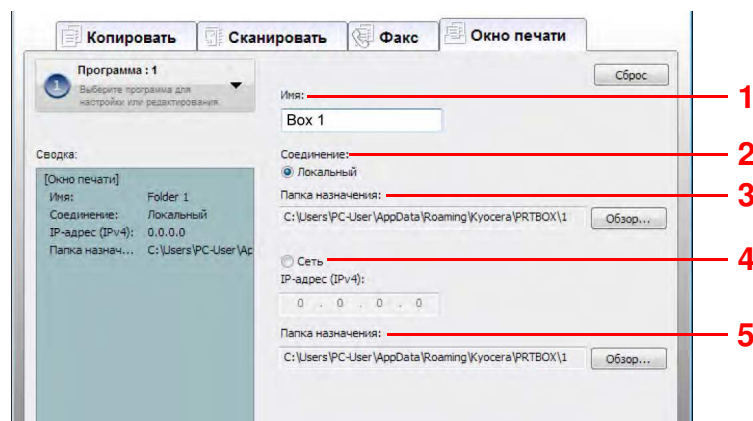 Копировать Сканировать Факс Окно печати
Программа : 1
Выберите программа для
настройки или редактирования.
1
Сброс
Имя:
1
Box 1
Сводка:
Соединение:
2
Локальный
[Окно печати]
Имя: Folder 1
Соединение: Локальный
IP-адрес (IPv4): 0.0.0.0
Папка назнач... C:\Users\PC-User\Ap
Папка назначения:
3
C:\Users\PC-User\AppData\Roaming\Kyocera\PRTBOX\1 Обзор...
Сеть
4
IP-адрес (IPv4):
0 . 0 . 0 . 0
Папка назначения:
5
C:\Users\PC-User\AppData\Roaming\Kyocera\PRTBOX\1 Обзор...